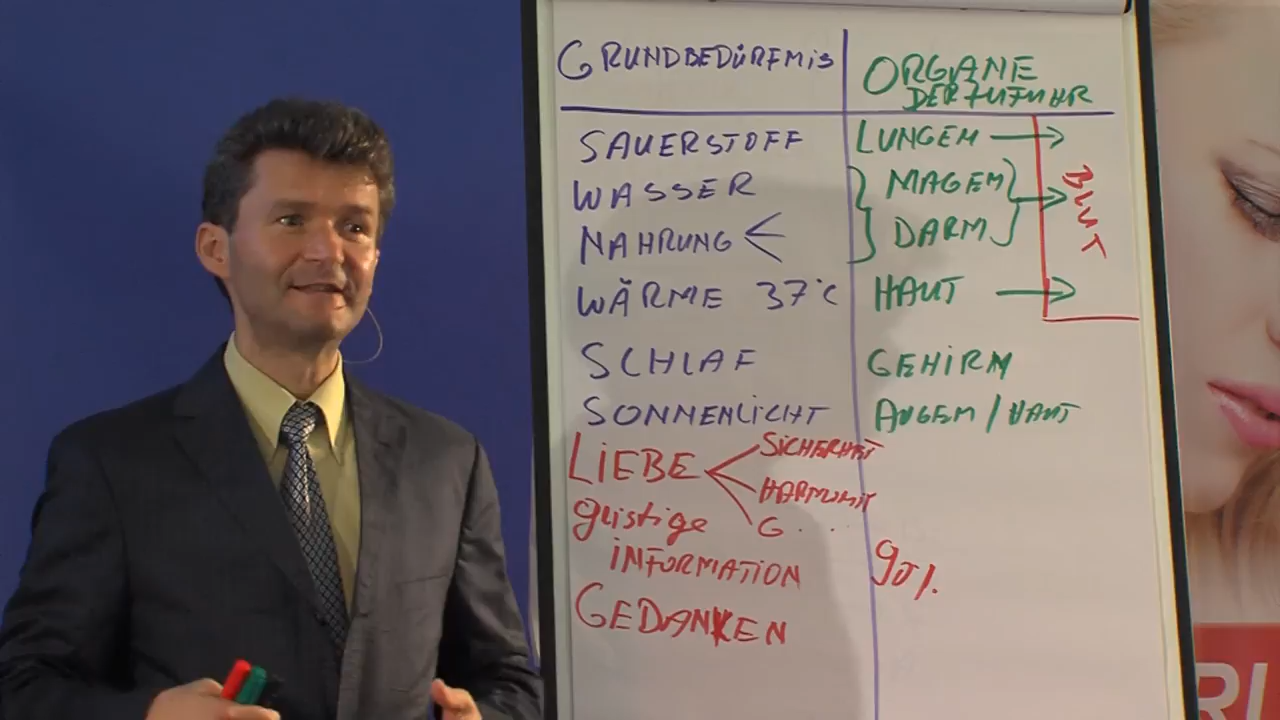 GRUNDBEDÜRFNIS
ORGANE
DER ZUFUHR
SAUERSTOFF
LUNGEN
WASSER
MAGEN
BLUT
NAHRUNG
DARM
WÄRME 37°C
HAUT
SCHLAF
GEHIRN
SONNENLICHT
AUGEN / HAUT
LIEBE
SICHERHEIT
HARMONIE
G...
geistige
INFORMATION
90%
GEDANKEN
RI